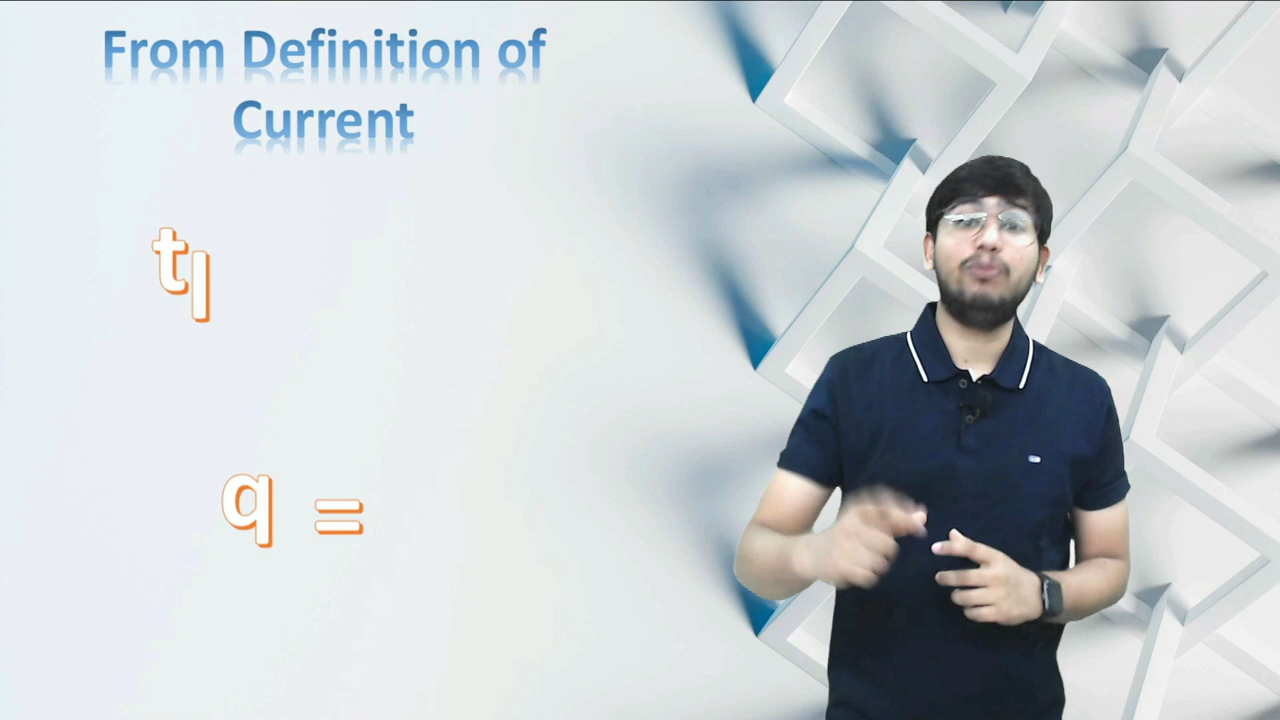 From Definition of
Current
tI
q =